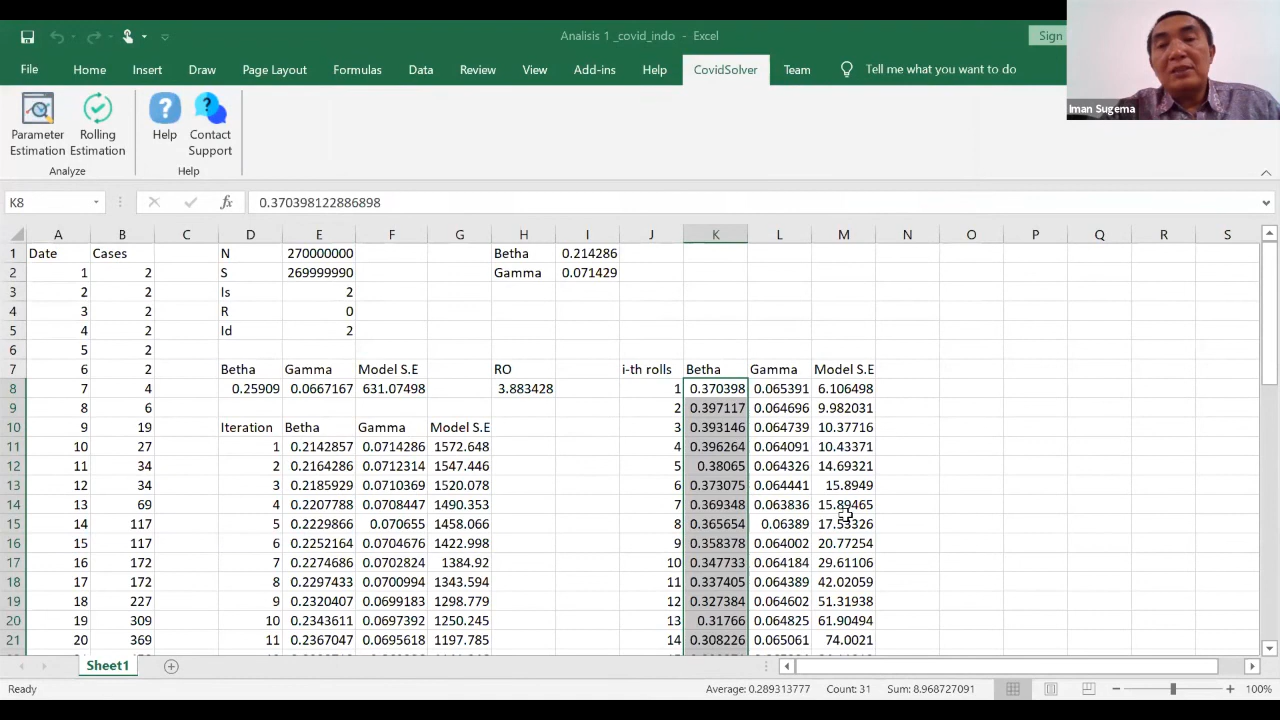 Analisis 1 _covid_indo - Excel
Sign
File Home Insert Draw Page Layout Formulas Data Review View Add-ins Help CovidSolver Team Tell me what you want to do
Iman Sugema
Parameter Estimation
Rolling Estimation
Help
Contact Support
Analyze
Help
K8 fx 0.370398122886898
A B C D E F G H I J K L M N O P Q R S
1 Date Cases N 270000000 Betha 0.214286
2 1 2 S 269999990 Gamma 0.071429
3 2 2 Is 2
4 3 2 R 0
5 4 2 Id 2
6 5 2
7 6 2 Betha Gamma Model S.E RO i-th rolls Betha Gamma Model S.E
8 7 4 0.25909 0.0667167 631.07498 3.883428 1 0.370398 0.065391 6.106498
9 8 6 2 0.397117 0.064696 9.982031
10 9 19 Iteration Betha Gamma Model S.E 3 0.393146 0.064739 10.37716
11 10 27 1 0.2142857 0.0714286 1572.648 4 0.396264 0.064091 10.43371
12 11 34 2 0.2164286 0.0712314 1547.446 5 0.38065 0.064326 14.69321
13 12 34 3 0.2185859 0.0710369 1520.078 6 0.373075 0.064441 15.8949
14 13 69 4 0.2207788 0.0708447 1490.353 7 0.369348 0.063836 15.89465
15 14 117 5 0.2229866 0.070655 1458.066 8 0.365654 0.06389 17.53326
16 15 117 6 0.2252164 0.0704676 1422.998 9 0.358378 0.064002 20.77254
17 16 172 7 0.2274686 0.0702824 1384.92 10 0.347733 0.064184 29.61106
18 17 172 8 0.2297433 0.0700994 1343.594 11 0.337405 0.064389 42.02059
19 18 227 9 0.2320407 0.0699183 1298.779 12 0.327384 0.064602 51.31938
20 19 309 10 0.2343611 0.0697392 1250.245 13 0.31766 0.064825 61.90494
21 20 369 11 0.2367047 0.0695618 1197.785 14 0.308226 0.065061 74.0021
Sheet1
Ready Average: 0.289313777 Count: 31 Sum: 8.968727091 100%